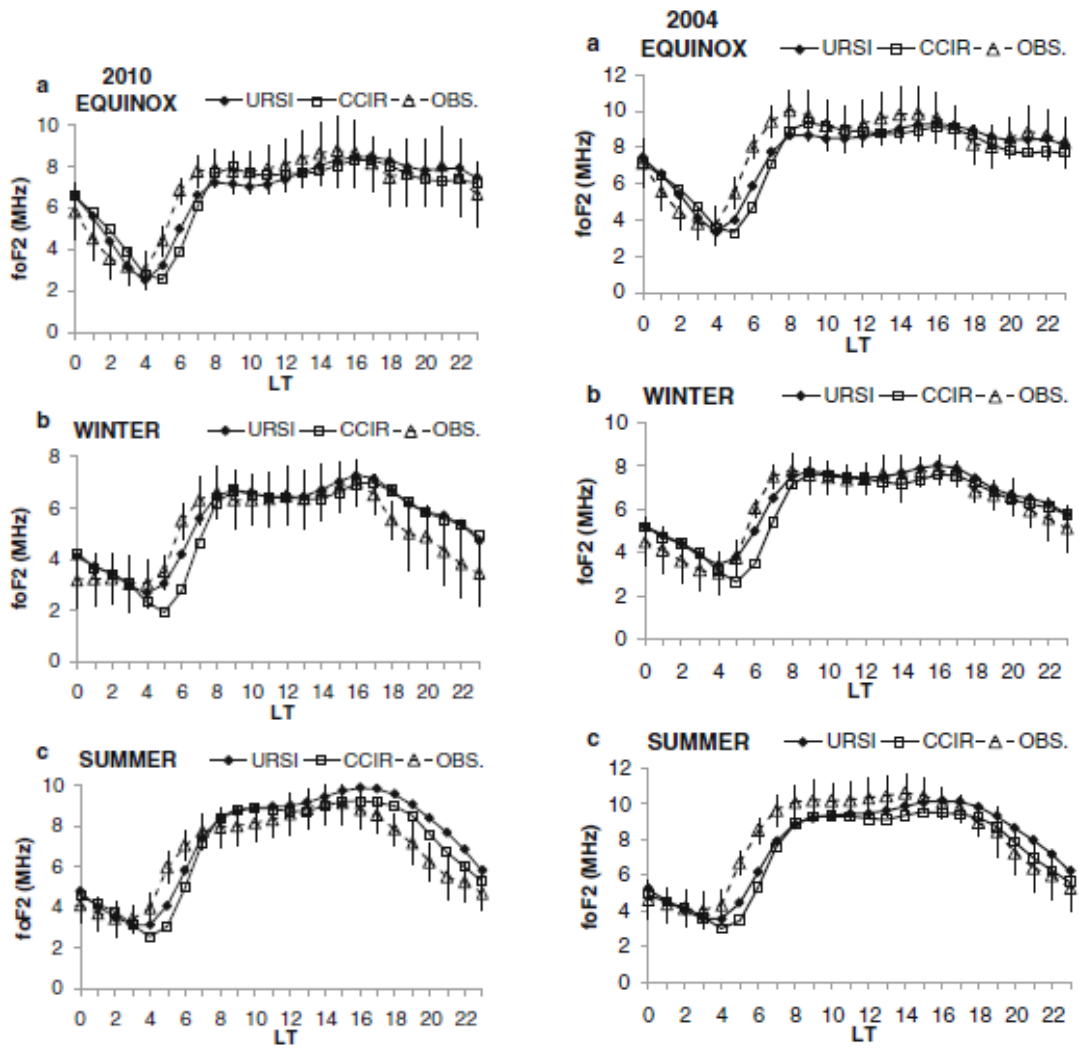 2010
a EQUINOX URSI CCIR OBS.
10
8
6
4
2
0
foF2 (MHz)
0 2 4 6 8 10 12 14 16 18 20 22
LT
b WINTER URSI CCIR OBS.
8
6
4
2
0
foF2 (MHz)
0 2 4 6 8 10 12 14 16 18 20 22
LT
c SUMMER URSI CCIR OBS.
10
8
6
4
2
0
foF2 (MHz)
0 2 4 6 8 10 12 14 16 18 20 22
LT
2004
a EQUINOX URSI CCIR OBS.
12
10
8
6
4
2
0
foF2 (MHz)
0 2 4 6 8 10 12 14 16 18 20 22
LT
b WINTER URSI CCIR OBS.
10
8
6
4
2
0
foF2 (MHz)
0 2 4 6 8 10 12 14 16 18 20 22
LT
c SUMMER URSI CCIR OBS.
12
10
8
6
4
2
0
foF2 (MHz)
0 2 4 6 8 10 12 14 16 18 20 22
LT